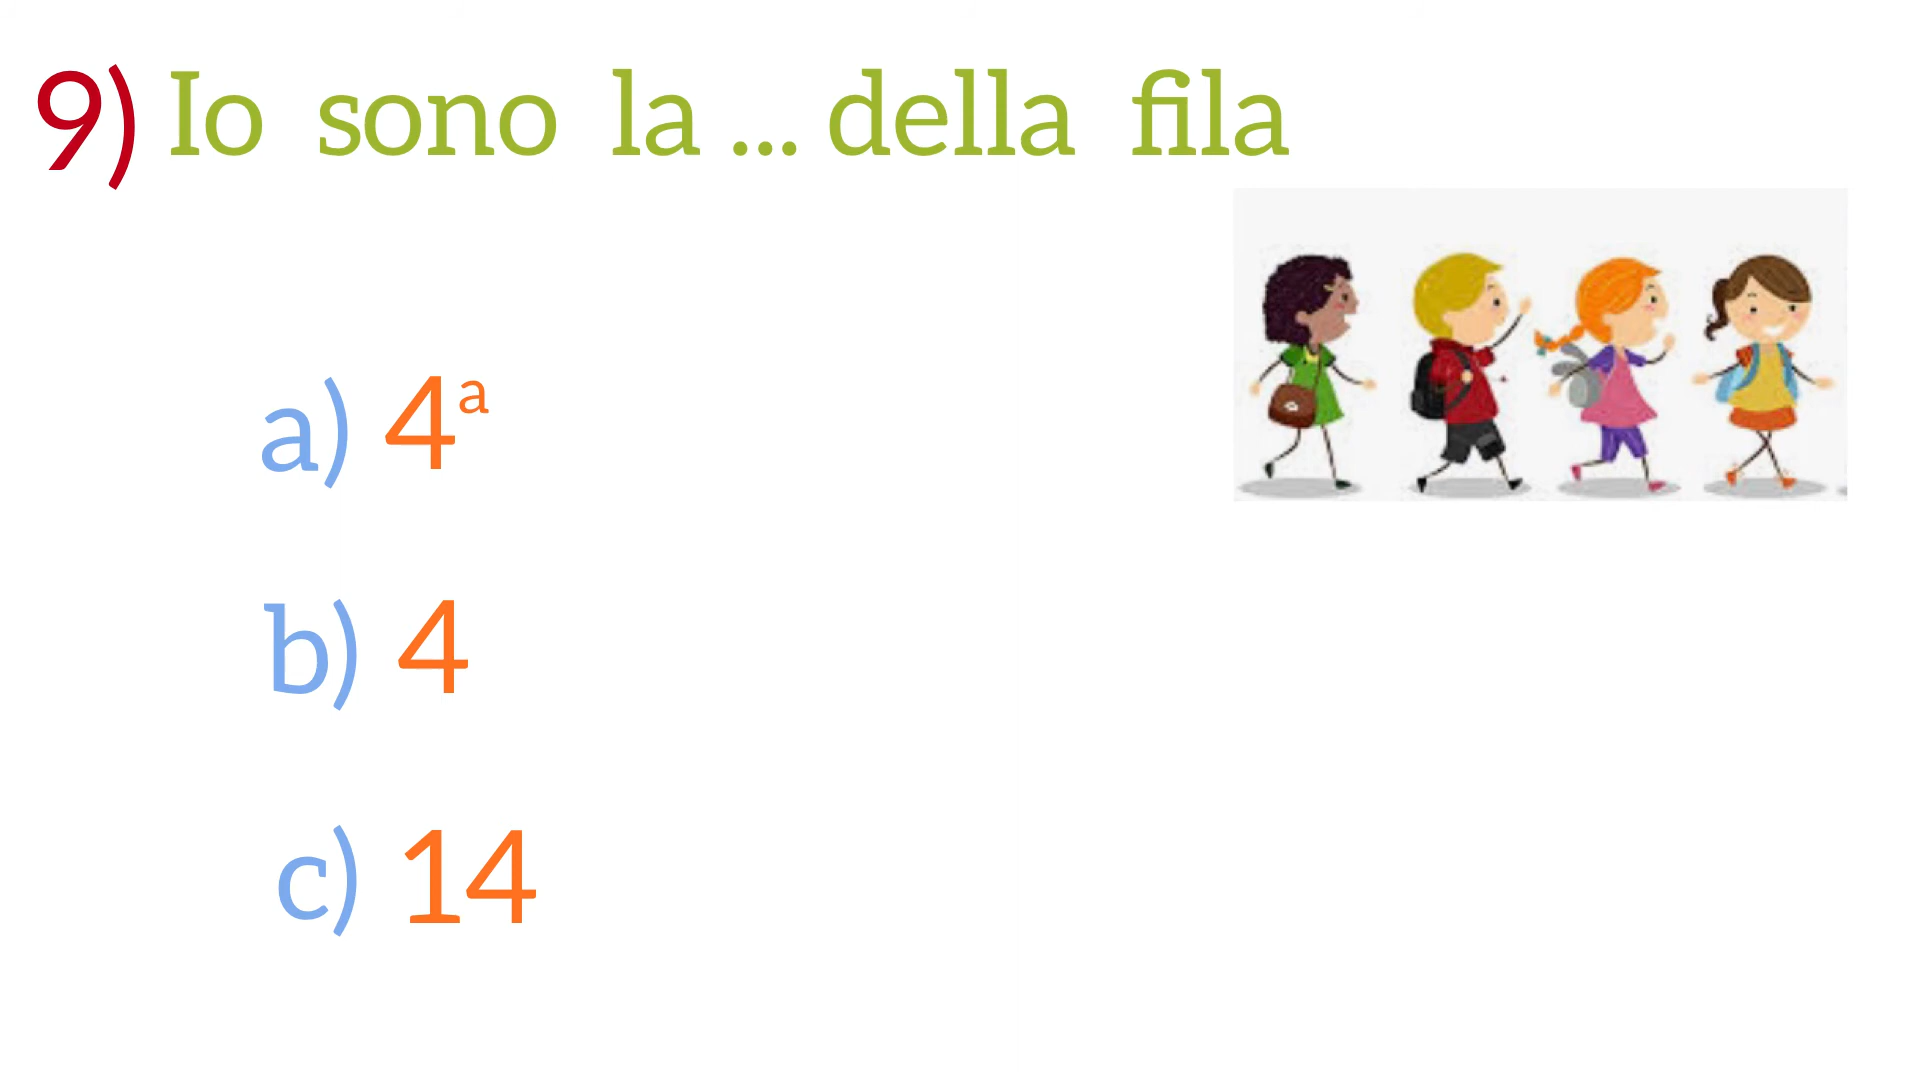 9) Io sono la ... della fila
a) 4ᵃ
b) 4
c) 14